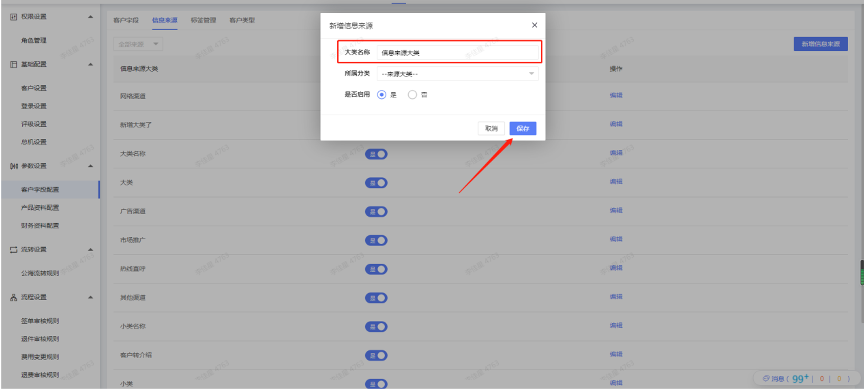 权限设置
角色管理
基础配置
客户设置
登录设置
评级设置
总机设置
参数设置
客户字段配置
产品资料配置
财务资料配置
流转设置
公海流转规则
流程设置
签单审核规则
退件审核规则
费用变更规则
退费审核规则
客户字段 信息来源 标签管理 客户类型
全部来源
新增信息来源
信息来源大类 操作
网络渠道 编辑
新增大类了 编辑
大类名称 是 编辑
大类 是 编辑
广告渠道 是 编辑
市场推广 是 编辑
热线直呼 是 编辑
其他渠道 是 编辑
小类名称 是 编辑
客户转介绍 是 编辑
小类 是 编辑
新增信息来源 ×
大类名称 信息来源大类
所属分类 --来源大类--
是否启用 是 否
取消 保存
消息 ( 99+ | 0 | 0 )